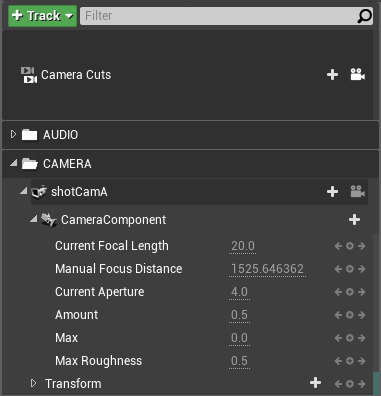 Track
Filter
Camera Cuts
AUDIO
CAMERA
shotCamA
CameraComponent
Current Focal Length 20.0
Manual Focus Distance 1525.646362
Current Aperture 4.0
Amount 0.5
Max 0.0
Max Roughness 0.5
Transform